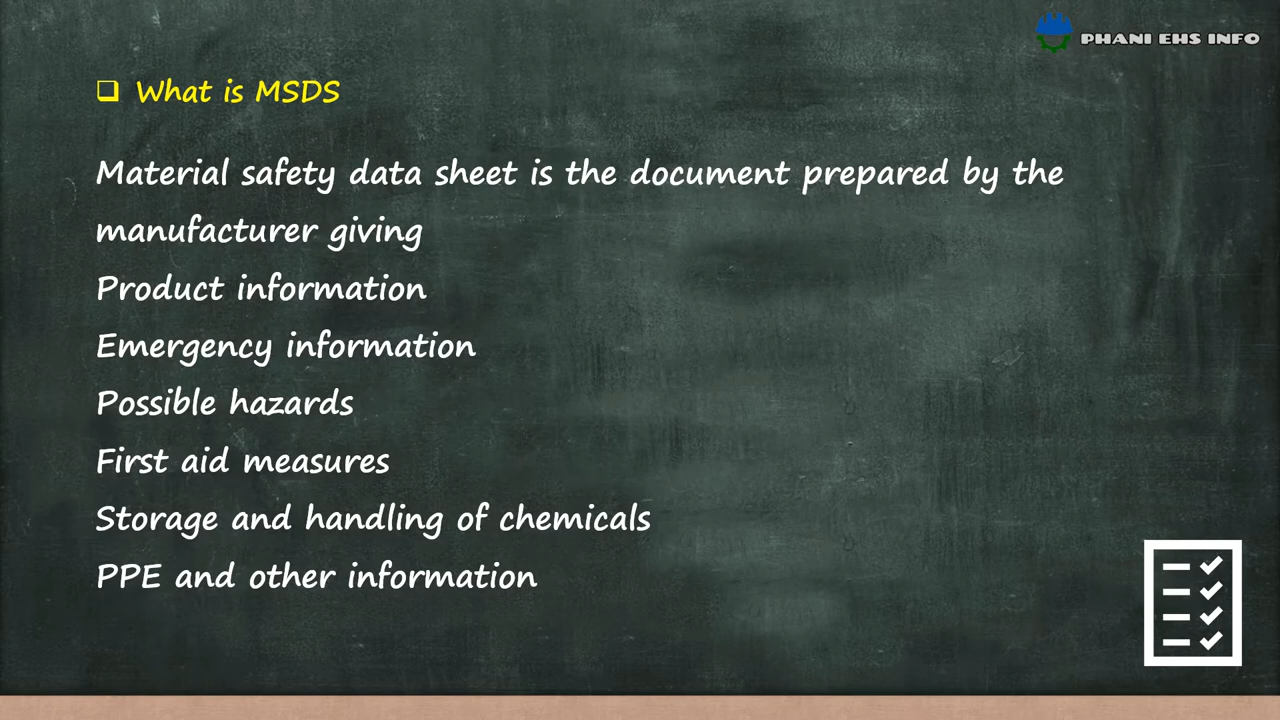 PHANI EHS INFO
What is MSDS
Material safety data sheet is the document prepared by the
manufacturer giving
Product information
Emergency information
Possible hazards
First aid measures
Storage and handling of chemicals
PPE and other information